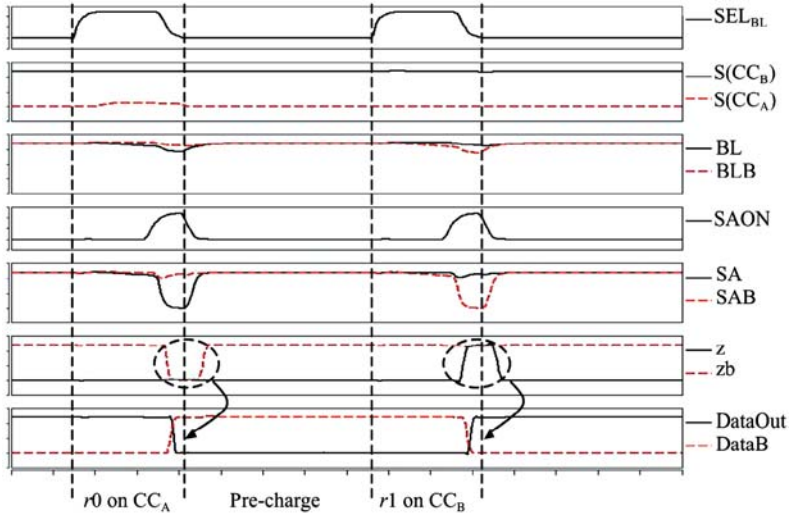 SEL_BL
S(CC_B)
S(CC_A)
BL
BLB
SAON
SA
SAB
z
zb
DataOut
DataB
r0 on CC_A Pre-charge r1 on CC_B